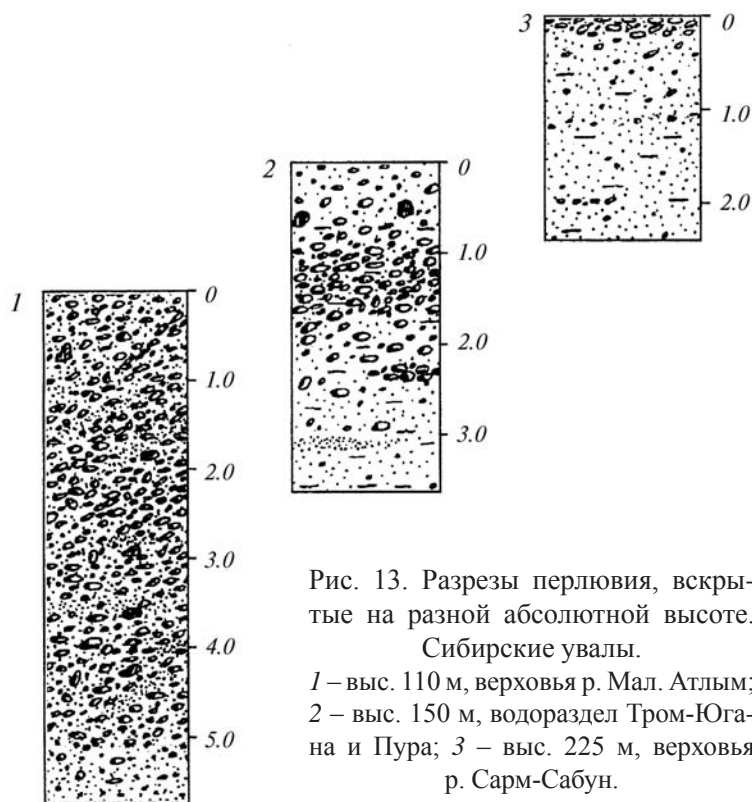 3
0
1.0
2.0
2
0
1.0
2.0
3.0
1
0
1.0
2.0
3.0
4.0
5.0
Рис. 13. Разрезы перлювия, вскры-
тые на разной абсолютной высоте.
Сибирские увалы.
1 – выс. 110 м, верховья р. Мал. Атлым;
2 – выс. 150 м, водораздел Тром-Юга-
на и Пура; 3 – выс. 225 м, верховья
р. Сарм-Сабун.